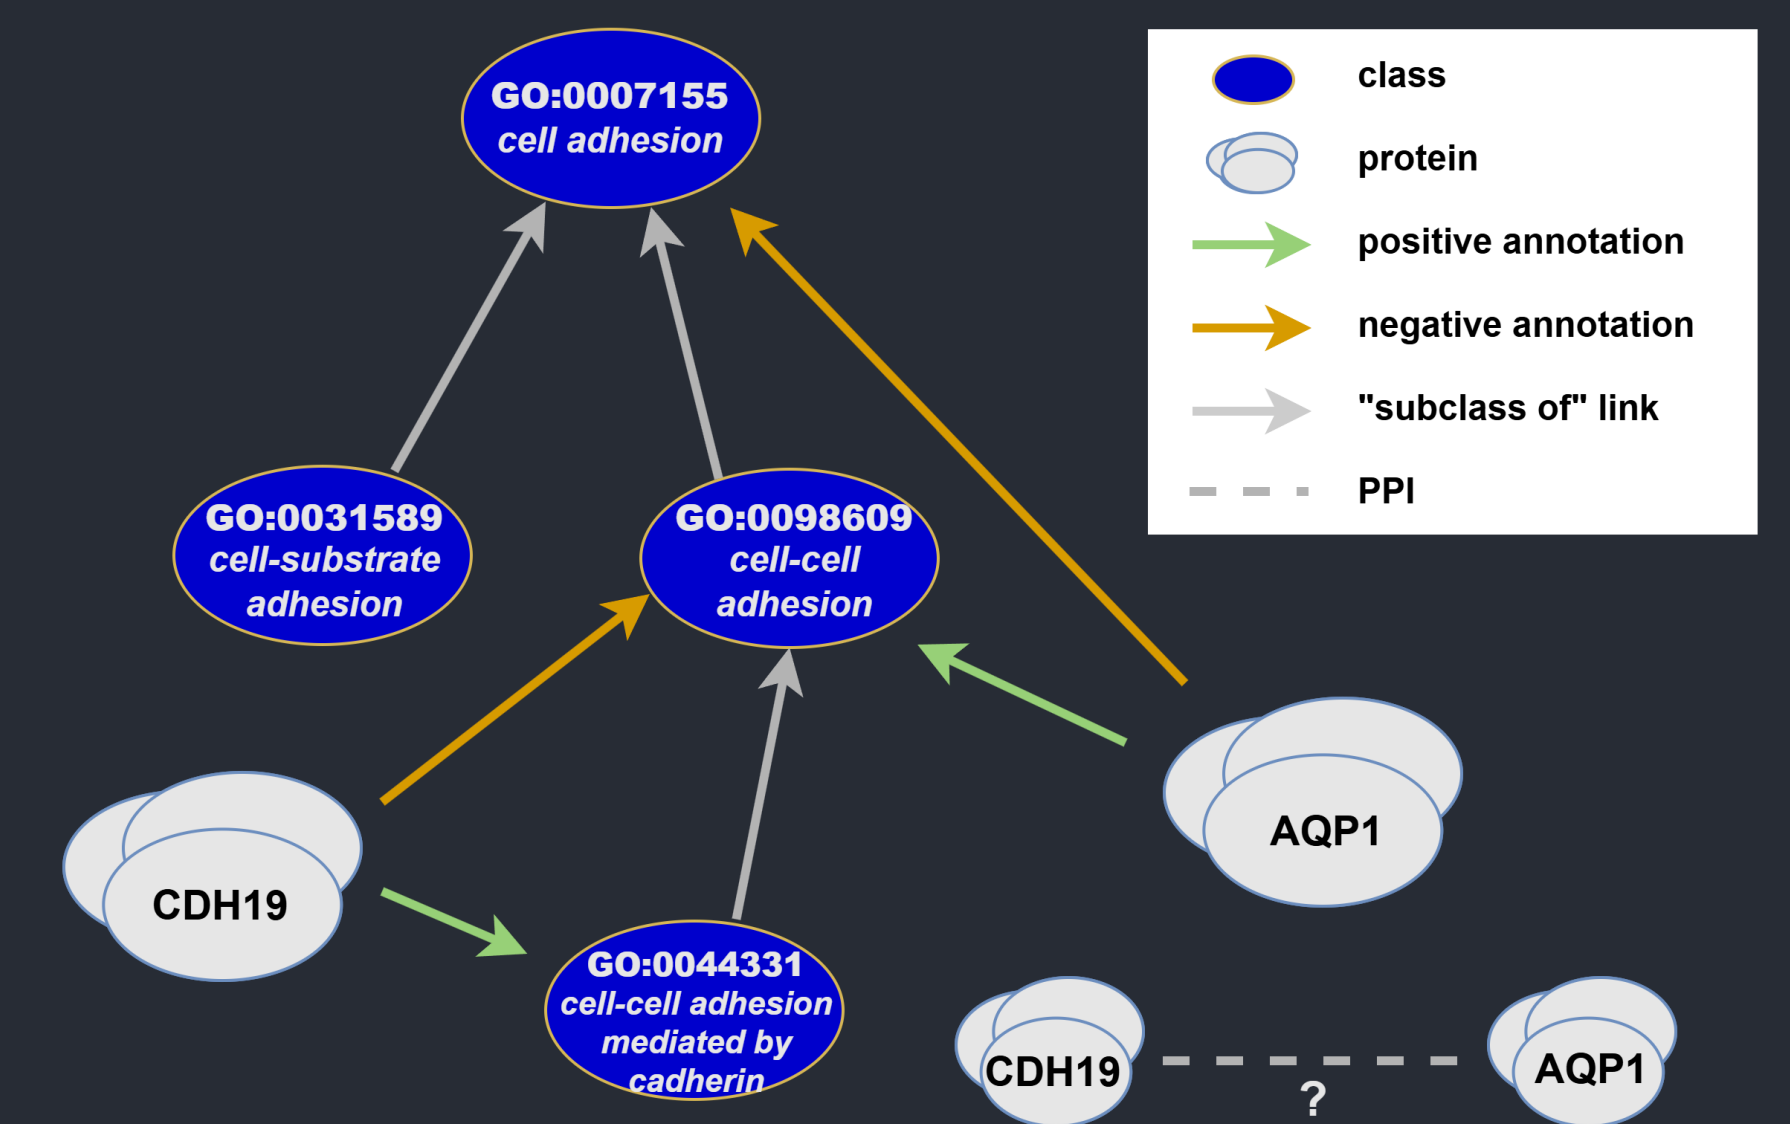 GO:0007155
cell adhesion
class
protein
positive annotation
negative annotation
"subclass of" link
PPI
GO:0031589
cell-substrate
adhesion
GO:0098609
cell-cell
adhesion
AQP1
CDH19
GO:0044331
cell-cell adhesion
mediated by
cadherin
CDH19
AQP1
?